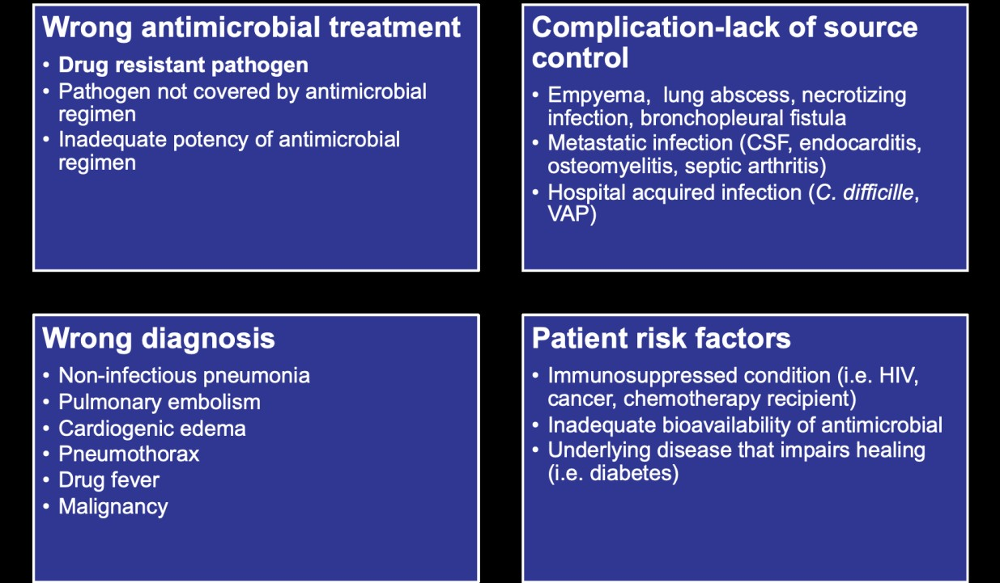 Wrong antimicrobial treatment
• Drug resistant pathogen
• Pathogen not covered by antimicrobial
regimen
• Inadequate potency of antimicrobial
regimen
Complication-lack of source
control
• Empyema,  lung abscess, necrotizing
infection, bronchopleural fistula
• Metastatic infection (CSF, endocarditis,
osteomyelitis, septic arthritis)
• Hospital acquired infection (C. difficille,
VAP)
Wrong diagnosis
• Non-infectious pneumonia
• Pulmonary embolism
• Cardiogenic edema
• Pneumothorax
• Drug fever
• Malignancy
Patient risk factors
• Immunosuppressed condition (i.e. HIV,
cancer, chemotherapy recipient)
• Inadequate bioavailability of antimicrobial
• Underlying disease that impairs healing
(i.e. diabetes)